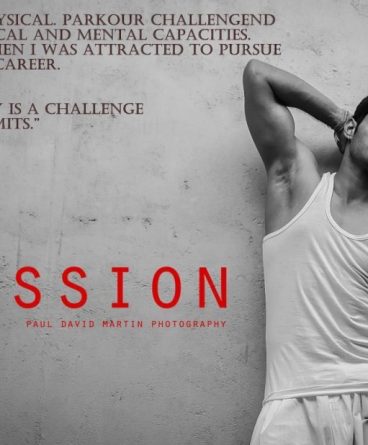 YSICAL. PARKOUR CHALLENGEND
CAL AND MENTAL CAPACITIES.
HEN I WAS ATTRACTED TO PURSUE
CAREER.
Y IS A CHALLENGE
MITS.”
SSION
PAUL DAVID MARTIN PHOTOGRAPHY